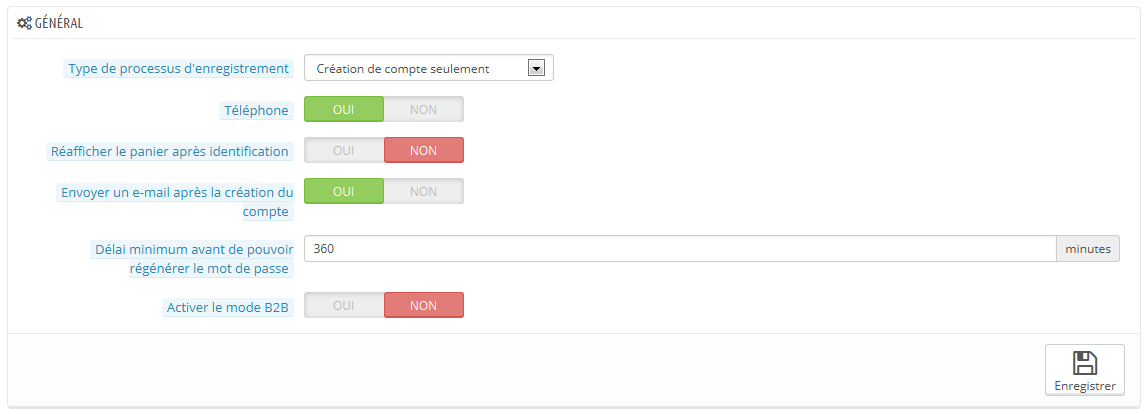 GÉNÉRAL
Type de processus d'enregistrement
Création de compte seulement
Téléphone
OUI NON
Réafficher le panier après identification
OUI NON
Envoyer un e-mail après la création du
compte
OUI NON
Délai minimum avant de pouvoir
régénérer le mot de passe
360 minutes
Activer le mode B2B
OUI NON
Enregistrer